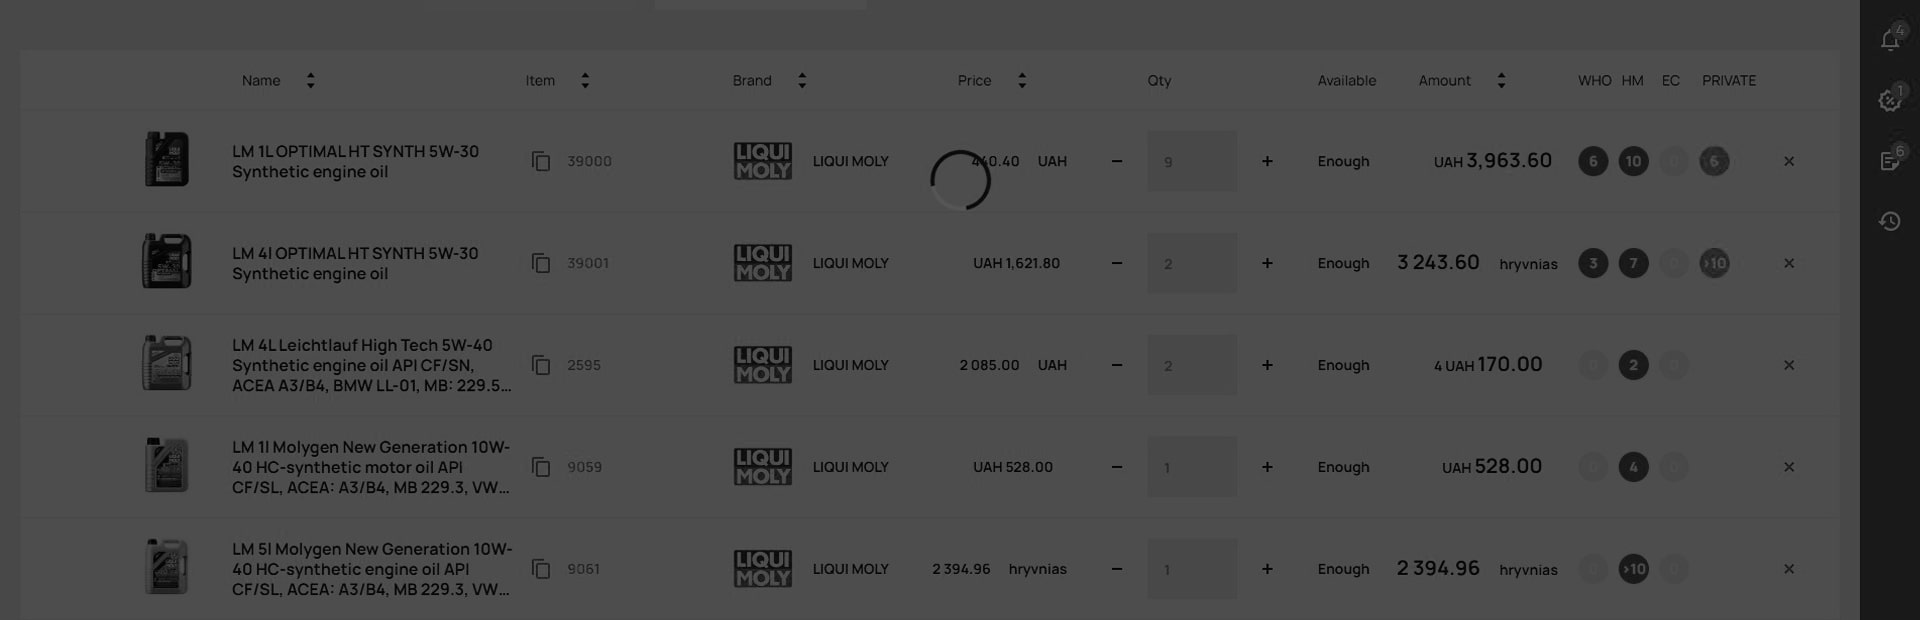 Name Item Brand Price Qty Available Amount WHO HM EC PRIVATE
LM 1L OPTIMAL HT SYNTH 5W-30
Synthetic engine oil
39000 LIQUI MOLY LIQUI MOLY 440.40 UAH − 9 + Enough UAH 3,963.60 6 10 0 6 ×
LM 4l OPTIMAL HT SYNTH 5W-30
Synthetic engine oil
39001 LIQUI MOLY LIQUI MOLY UAH 1,621.80 − 2 + Enough 3 243.60 hryvnias 3 7 0 >10 ×
LM 4L Leichtlauf High Tech 5W-40
Synthetic engine oil API CF/SN,
ACEA A3/B4, BMW LL-01, MB: 229.5...
2595 LIQUI MOLY LIQUI MOLY 2 085.00 UAH − 2 + Enough 4 UAH 170.00 0 2 0 ×
LM 1l Molygen New Generation 10W-
40 HC-synthetic motor oil API
CF/SL, ACEA: A3/B4, MB 229.3, VW...
9059 LIQUI MOLY LIQUI MOLY UAH 528.00 − 1 + Enough UAH 528.00 0 4 0 ×
LM 5l Molygen New Generation 10W-
40 HC-synthetic engine oil API
CF/SL, ACEA: A3/B4, MB 229.3, VW...
9061 LIQUI MOLY LIQUI MOLY 2 394.96 hryvnias − 1 + Enough 2 394.96 hryvnias 0 >10 0 ×
4
1
6